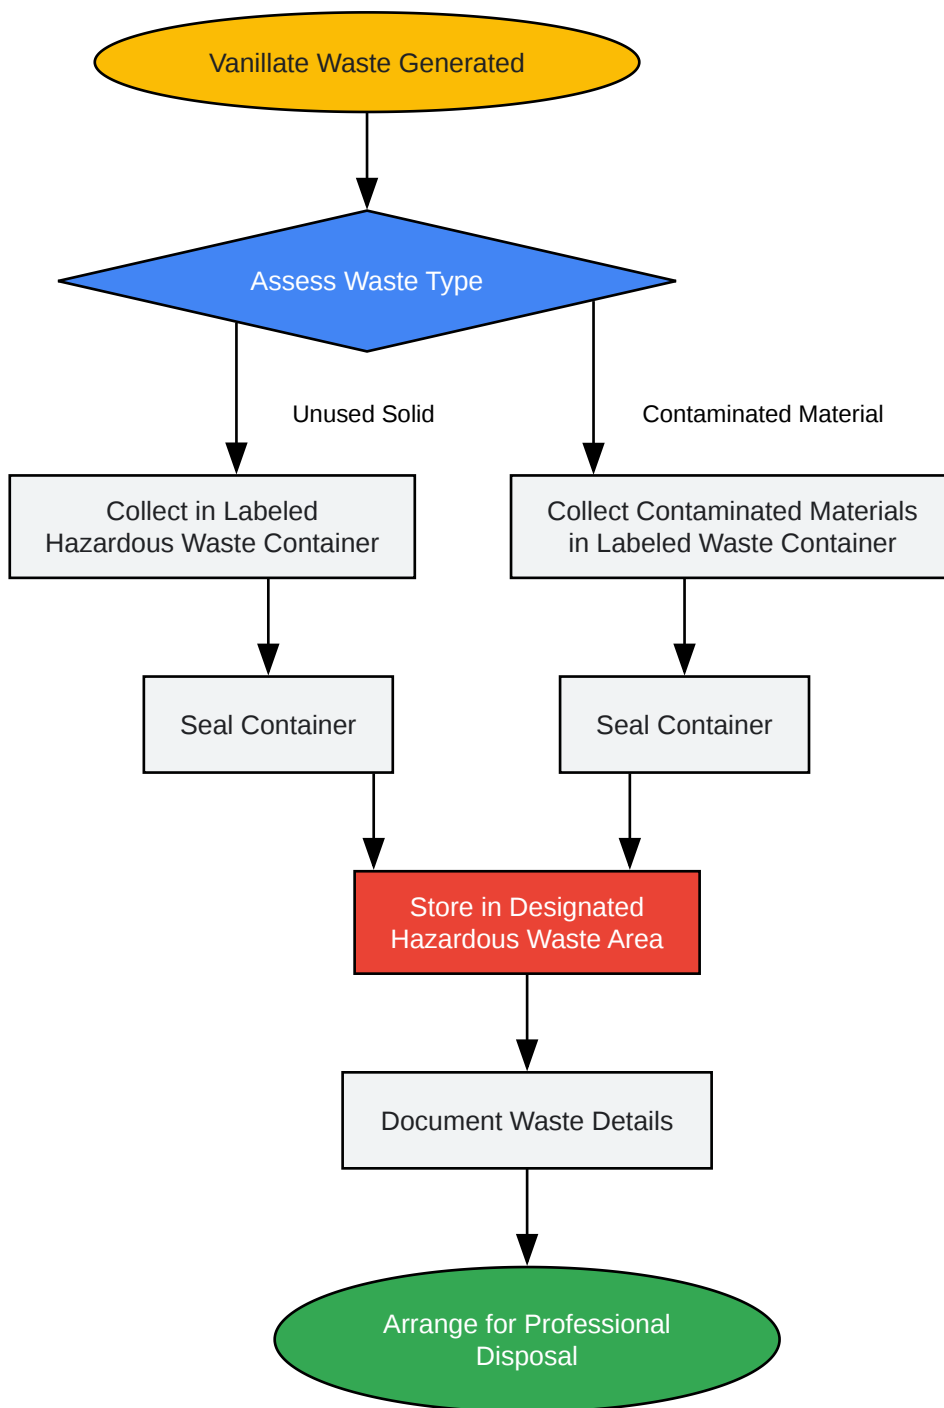 Vanillate Waste Generated
Assess Waste Type
Unused Solid
Contaminated Material
Collect in Labeled
Hazardous Waste Container
Collect Contaminated Materials
in Labeled Waste Container
Seal Container
Seal Container
Store in Designated
Hazardous Waste Area
Document Waste Details
Arrange for Professional
Disposal